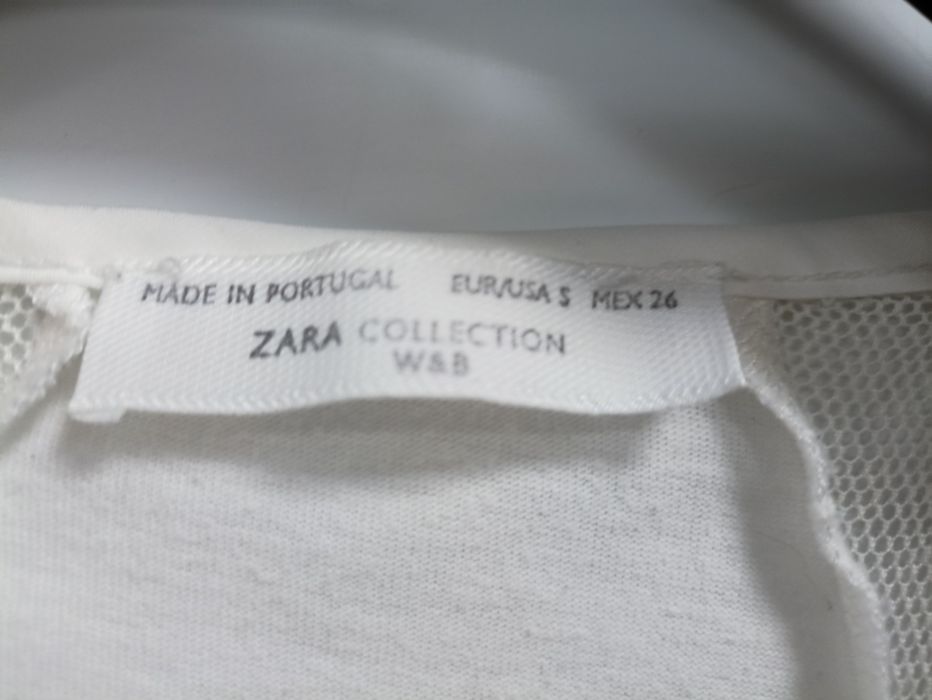 MADE IN PORTUGAL EUR/USA S MEX 26
ZARA COLLECTION
W&B